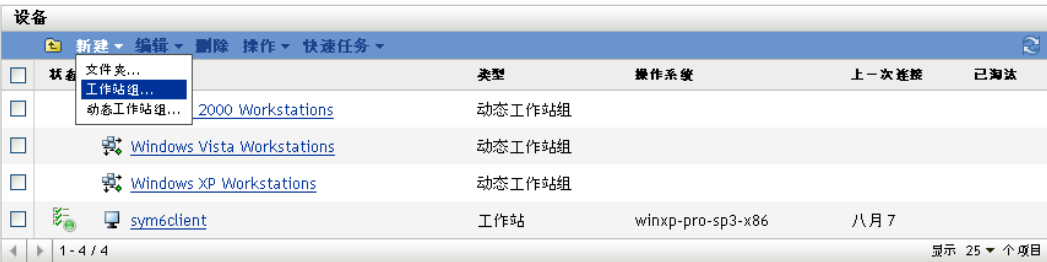 设备
新建 编辑 删除 操作 快速任务
文件夹...
工作站组...
动态工作站组...
类型 操作系统 上一次连接 已淘汰
2000 Workstations 动态工作站组
Windows Vista Workstations 动态工作站组
Windows XP Workstations 动态工作站组
sym6client 工作站 winxp-pro-sp3-x86 八月 7
1 - 4 / 4 显示 25 个项目